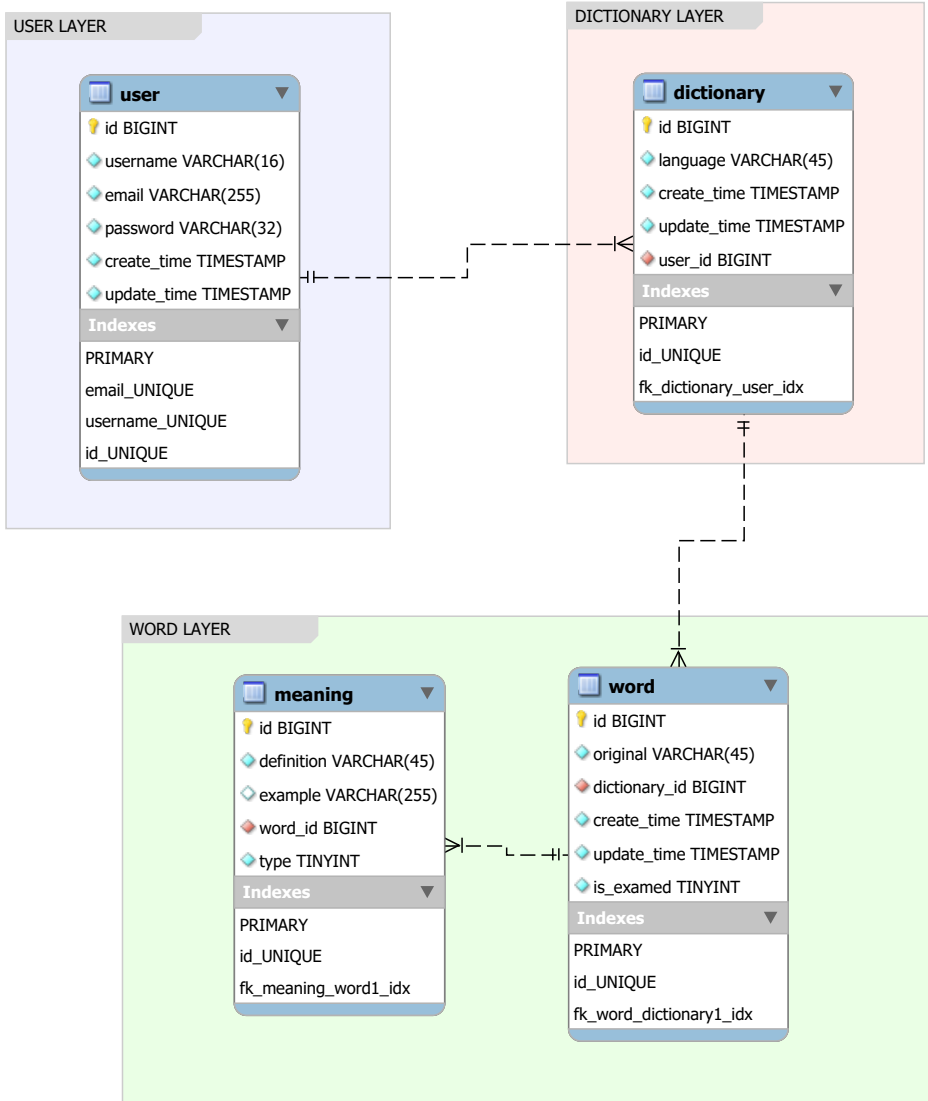 USER LAYER
user
id BIGINT
username VARCHAR(16)
email VARCHAR(255)
password VARCHAR(32)
create_time TIMESTAMP
update_time TIMESTAMP
Indexes
PRIMARY
email_UNIQUE
username_UNIQUE
id_UNIQUE
DICTIONARY LAYER
dictionary
id BIGINT
language VARCHAR(45)
create_time TIMESTAMP
update_time TIMESTAMP
user_id BIGINT
Indexes
PRIMARY
id_UNIQUE
fk_dictionary_user_idx
WORD LAYER
meaning
id BIGINT
definition VARCHAR(45)
example VARCHAR(255)
word_id BIGINT
type TINYINT
Indexes
PRIMARY
id_UNIQUE
fk_meaning_word1_idx
word
id BIGINT
original VARCHAR(45)
dictionary_id BIGINT
create_time TIMESTAMP
update_time TIMESTAMP
is_examed TINYINT
Indexes
PRIMARY
id_UNIQUE
fk_word_dictionary1_idx